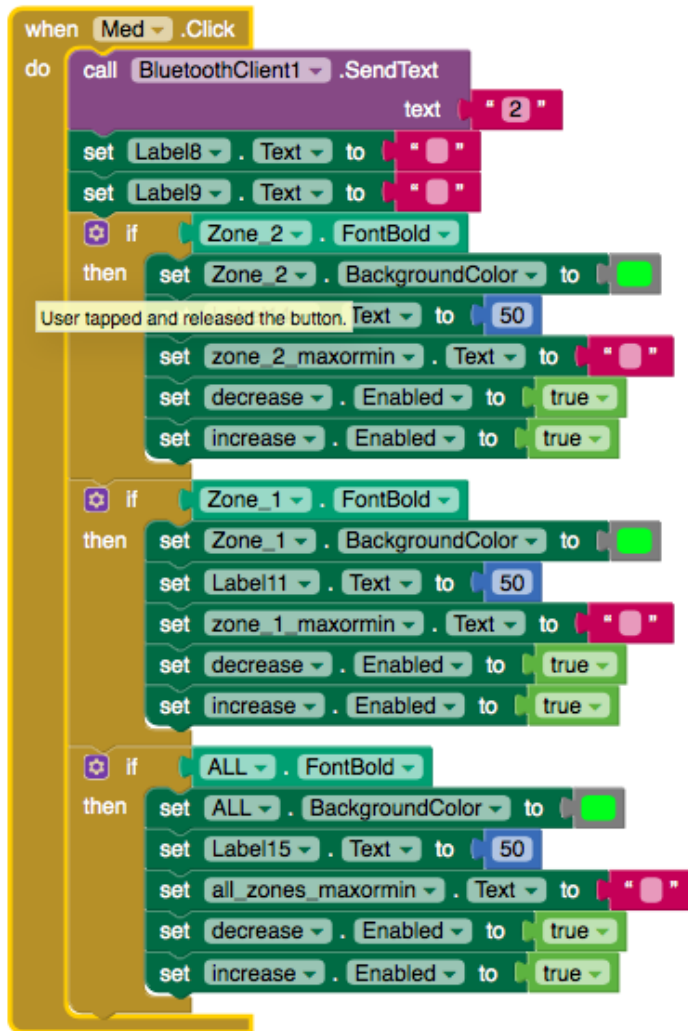 when Med .Click
do call BluetoothClient1 .SendText
text " 2 "
set Label8 . Text to " "
set Label9 . Text to " "
if Zone_2 . FontBold
then set Zone_2 . BackgroundColor to
User tapped and released the button. Text to 50
set zone_2_maxormin . Text to " "
set decrease . Enabled to true
set increase . Enabled to true
if Zone_1 . FontBold
then set Zone_1 . BackgroundColor to
set Label11 . Text to 50
set zone_1_maxormin . Text to " "
set decrease . Enabled to true
set increase . Enabled to true
if ALL . FontBold
then set ALL . BackgroundColor to
set Label15 . Text to 50
set all_zones_maxormin . Text to " "
set decrease . Enabled to true
set increase . Enabled to true